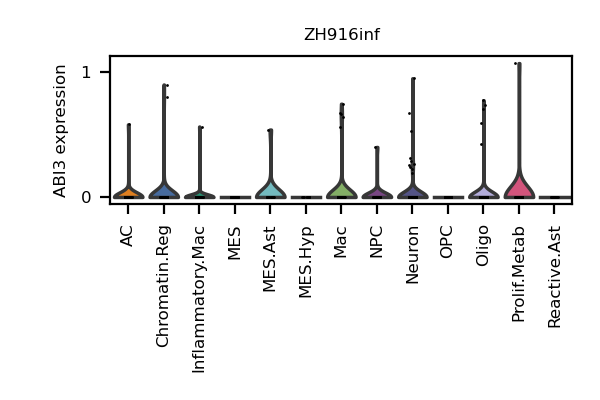 ZH916inf
ABI3 expression
1
0
AC
Chromatin.Reg
Inflammatory.Mac
MES
MES.Ast
MES.Hyp
Mac
NPC
Neuron
OPC
Oligo
Prolif.Metab
Reactive.Ast